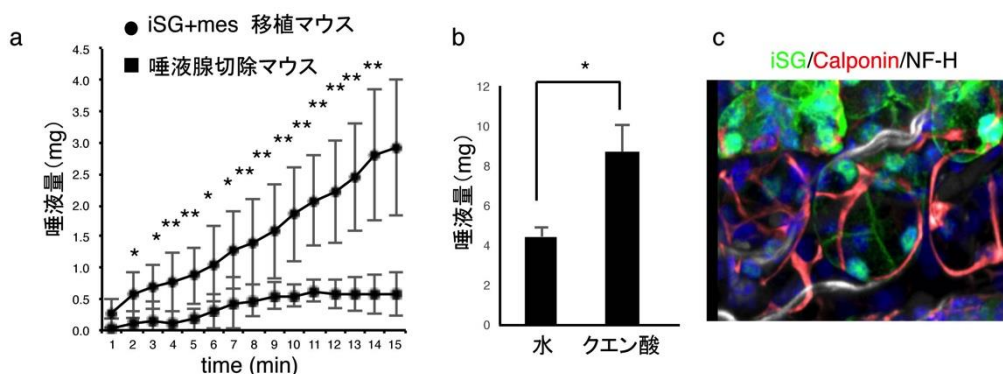 a
● iSG+mes 移植マウス
■ 唾液腺切除マウス
唾液量(mg)
4.5
4.0
3.5
3.0
2.5
2.0
1.5
1.0
0.5
0.0
* * ** ** * * ** ** ** ** ** ** **
1 2 3 4 5 6 7 8 9 10 11 12 13 14 15
time (min)
b
唾液量(mg)
12
10
8
6
4
2
0
*
水 クエン酸
c
iSG/Calponin/NF-H